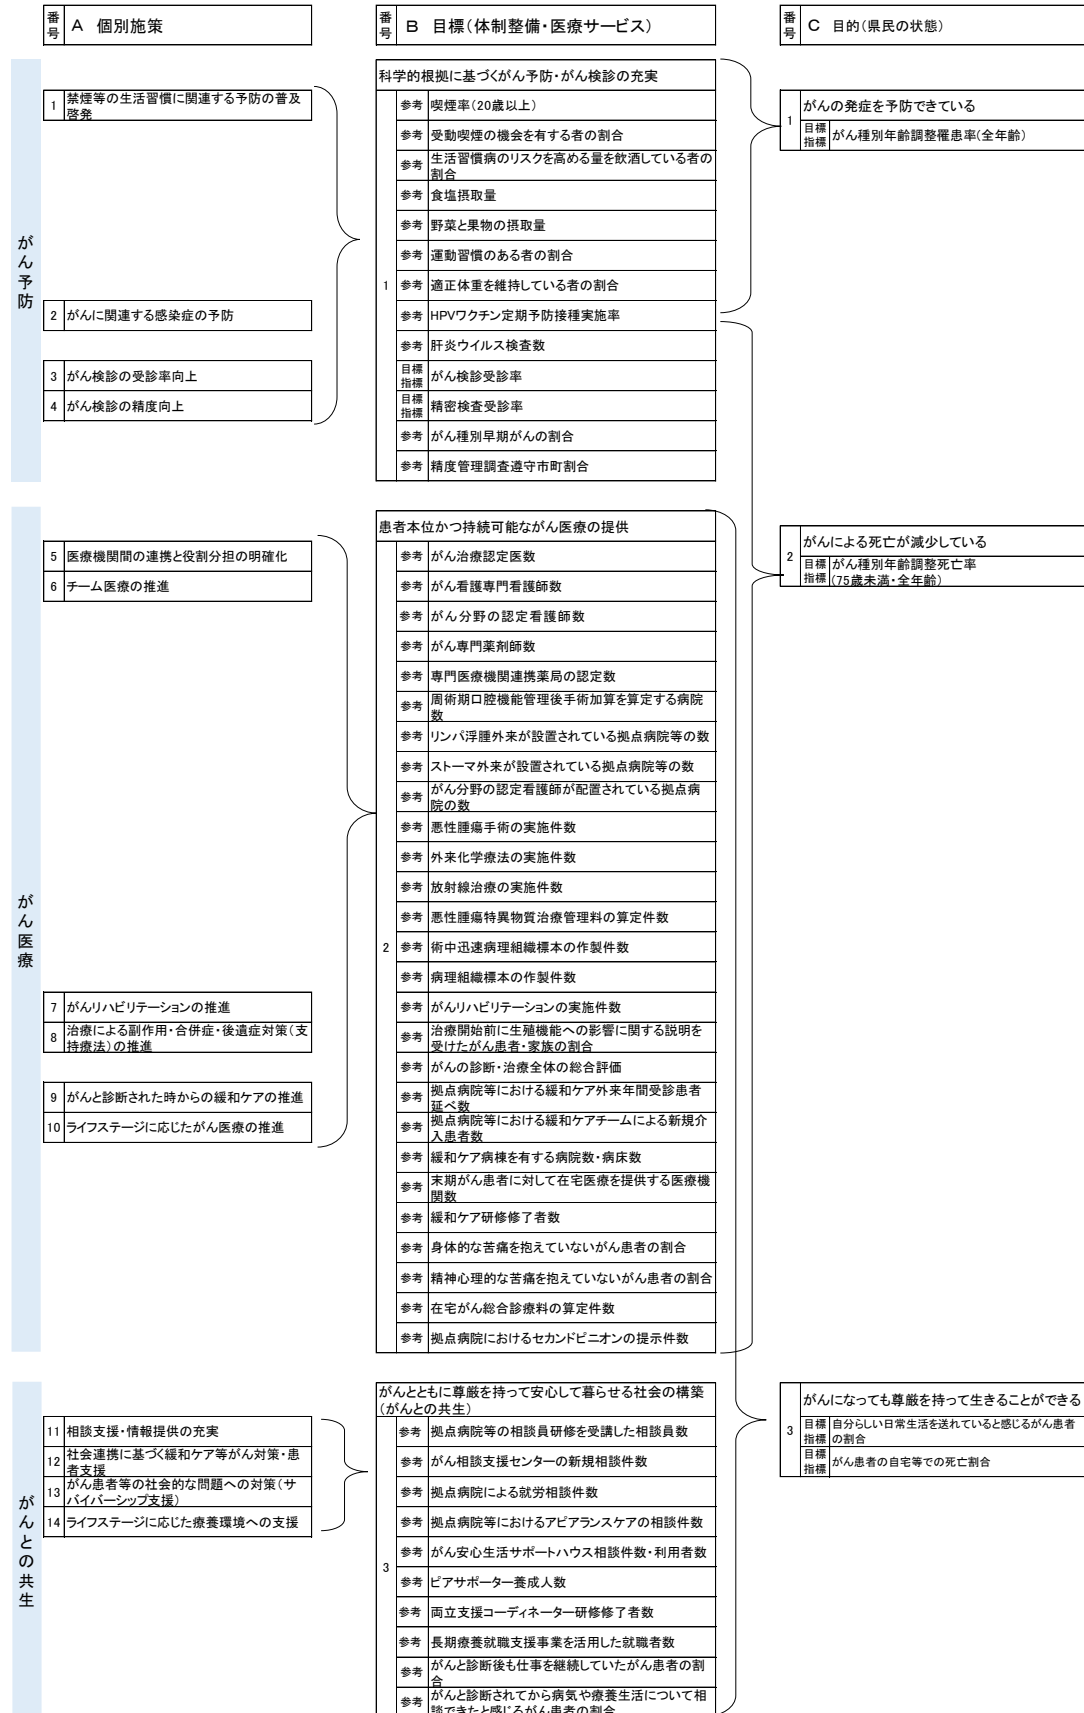 番号 A 個別施策
番号 B 目標(体制整備・医療サービス)
番号 C 目的(県民の状態)
がん予防
1 禁煙等の生活習慣に関連する予防の普及
啓発
2 がんに関連する感染症の予防
3 がん検診の受診率向上
4 がん検診の精度向上
科学的根拠に基づくがん予防・がん検診の充実
1
参考 喫煙率(20歳以上)
参考 受動喫煙の機会を有する者の割合
参考 生活習慣病のリスクを高める量を飲酒している者の
割合
参考 食塩摂取量
参考 野菜と果物の摂取量
参考 運動習慣のある者の割合
参考 適正体重を維持している者の割合
参考 HPVワクチン定期予防接種実施率
参考 肝炎ウイルス検査数
目標指標 がん検診受診率
目標指標 精密検査受診率
参考 がん種別早期がんの割合
参考 精度管理調査遵守市町割合
1 がんの発症を予防できている
目標指標 がん種別年齢調整罹患率(全年齢)
がん医療
5 医療機関間の連携と役割分担の明確化
6 チーム医療の推進
7 がんリハビリテーションの推進
8 治療による副作用・合併症・後遺症対策(支
持療法)の推進
9 がんと診断された時からの緩和ケアの推進
10 ライフステージに応じたがん医療の推進
患者本位かつ持続可能ながん医療の提供
2
参考 がん治療認定医数
参考 がん看護専門看護師数
参考 がん分野の認定看護師数
参考 がん専門薬剤師数
参考 専門医療機関連携薬局の認定数
参考 周術期口腔機能管理後手術加算を算定する病院
数
参考 リンパ浮腫外来が設置されている拠点病院等の数
参考 ストーマ外来が設置されている拠点病院等の数
参考 がん分野の認定看護師が配置されている拠点病
院の数
参考 悪性腫瘍手術の実施件数
参考 外来化学療法の実施件数
参考 放射線治療の実施件数
参考 悪性腫瘍特異物質治療管理料の算定件数
参考 術中迅速病理組織標本の作製件数
参考 病理組織標本の作製件数
参考 がんリハビリテーションの実施件数
参考 治療開始前に生殖機能への影響に関する説明を
受けたがん患者・家族の割合
参考 がんの診断・治療全体の総合評価
参考 拠点病院等における緩和ケア外来年間受診患者
延べ数
参考 拠点病院等における緩和ケアチームによる新規介
入患者数
参考 緩和ケア病棟を有する病院数・病床数
参考 末期がん患者に対して在宅医療を提供する医療機
関数
参考 緩和ケア研修修了者数
参考 身体的な苦痛を抱えていないがん患者の割合
参考 精神心理的な苦痛を抱えていないがん患者の割合
参考 在宅がん総合診療料の算定件数
参考 拠点病院におけるセカンドピニオンの提示件数
2 がんによる死亡が減少している
目標指標 がん種別年齢調整死亡率
(75歳未満・全年齢)
がんとの共生
11 相談支援・情報提供の充実
12 社会連携に基づく緩和ケア等がん対策・患
者支援
13 がん患者等の社会的な問題への対策(サ
バイバーシップ支援)
14 ライフステージに応じた療養環境への支援
がんとともに尊厳を持って安心して暮らせる社会の構築
(がんとの共生)
3
参考 拠点病院等の相談員研修を受講した相談員数
参考 がん相談支援センターの新規相談件数
参考 拠点病院による就労相談件数
参考 拠点病院等におけるアピアランスケアの相談件数
参考 がん安心生活サポートハウス相談件数・利用者数
参考 ピアサポーター養成人数
参考 両立支援コーディネーター研修修了者数
参考 長期療養就職支援事業を活用した就職者数
参考 がんと診断後も仕事を継続していたがん患者の割
合
参考 がんと診断されてから病気や療養生活について相
談できたと感じるがん患者の割合
3 がんになっても尊厳を持って生きることができる
目標指標 自分らしい日常生活を送れていると感じるがん患者
の割合
目標指標 がん患者の自宅等での死亡割合